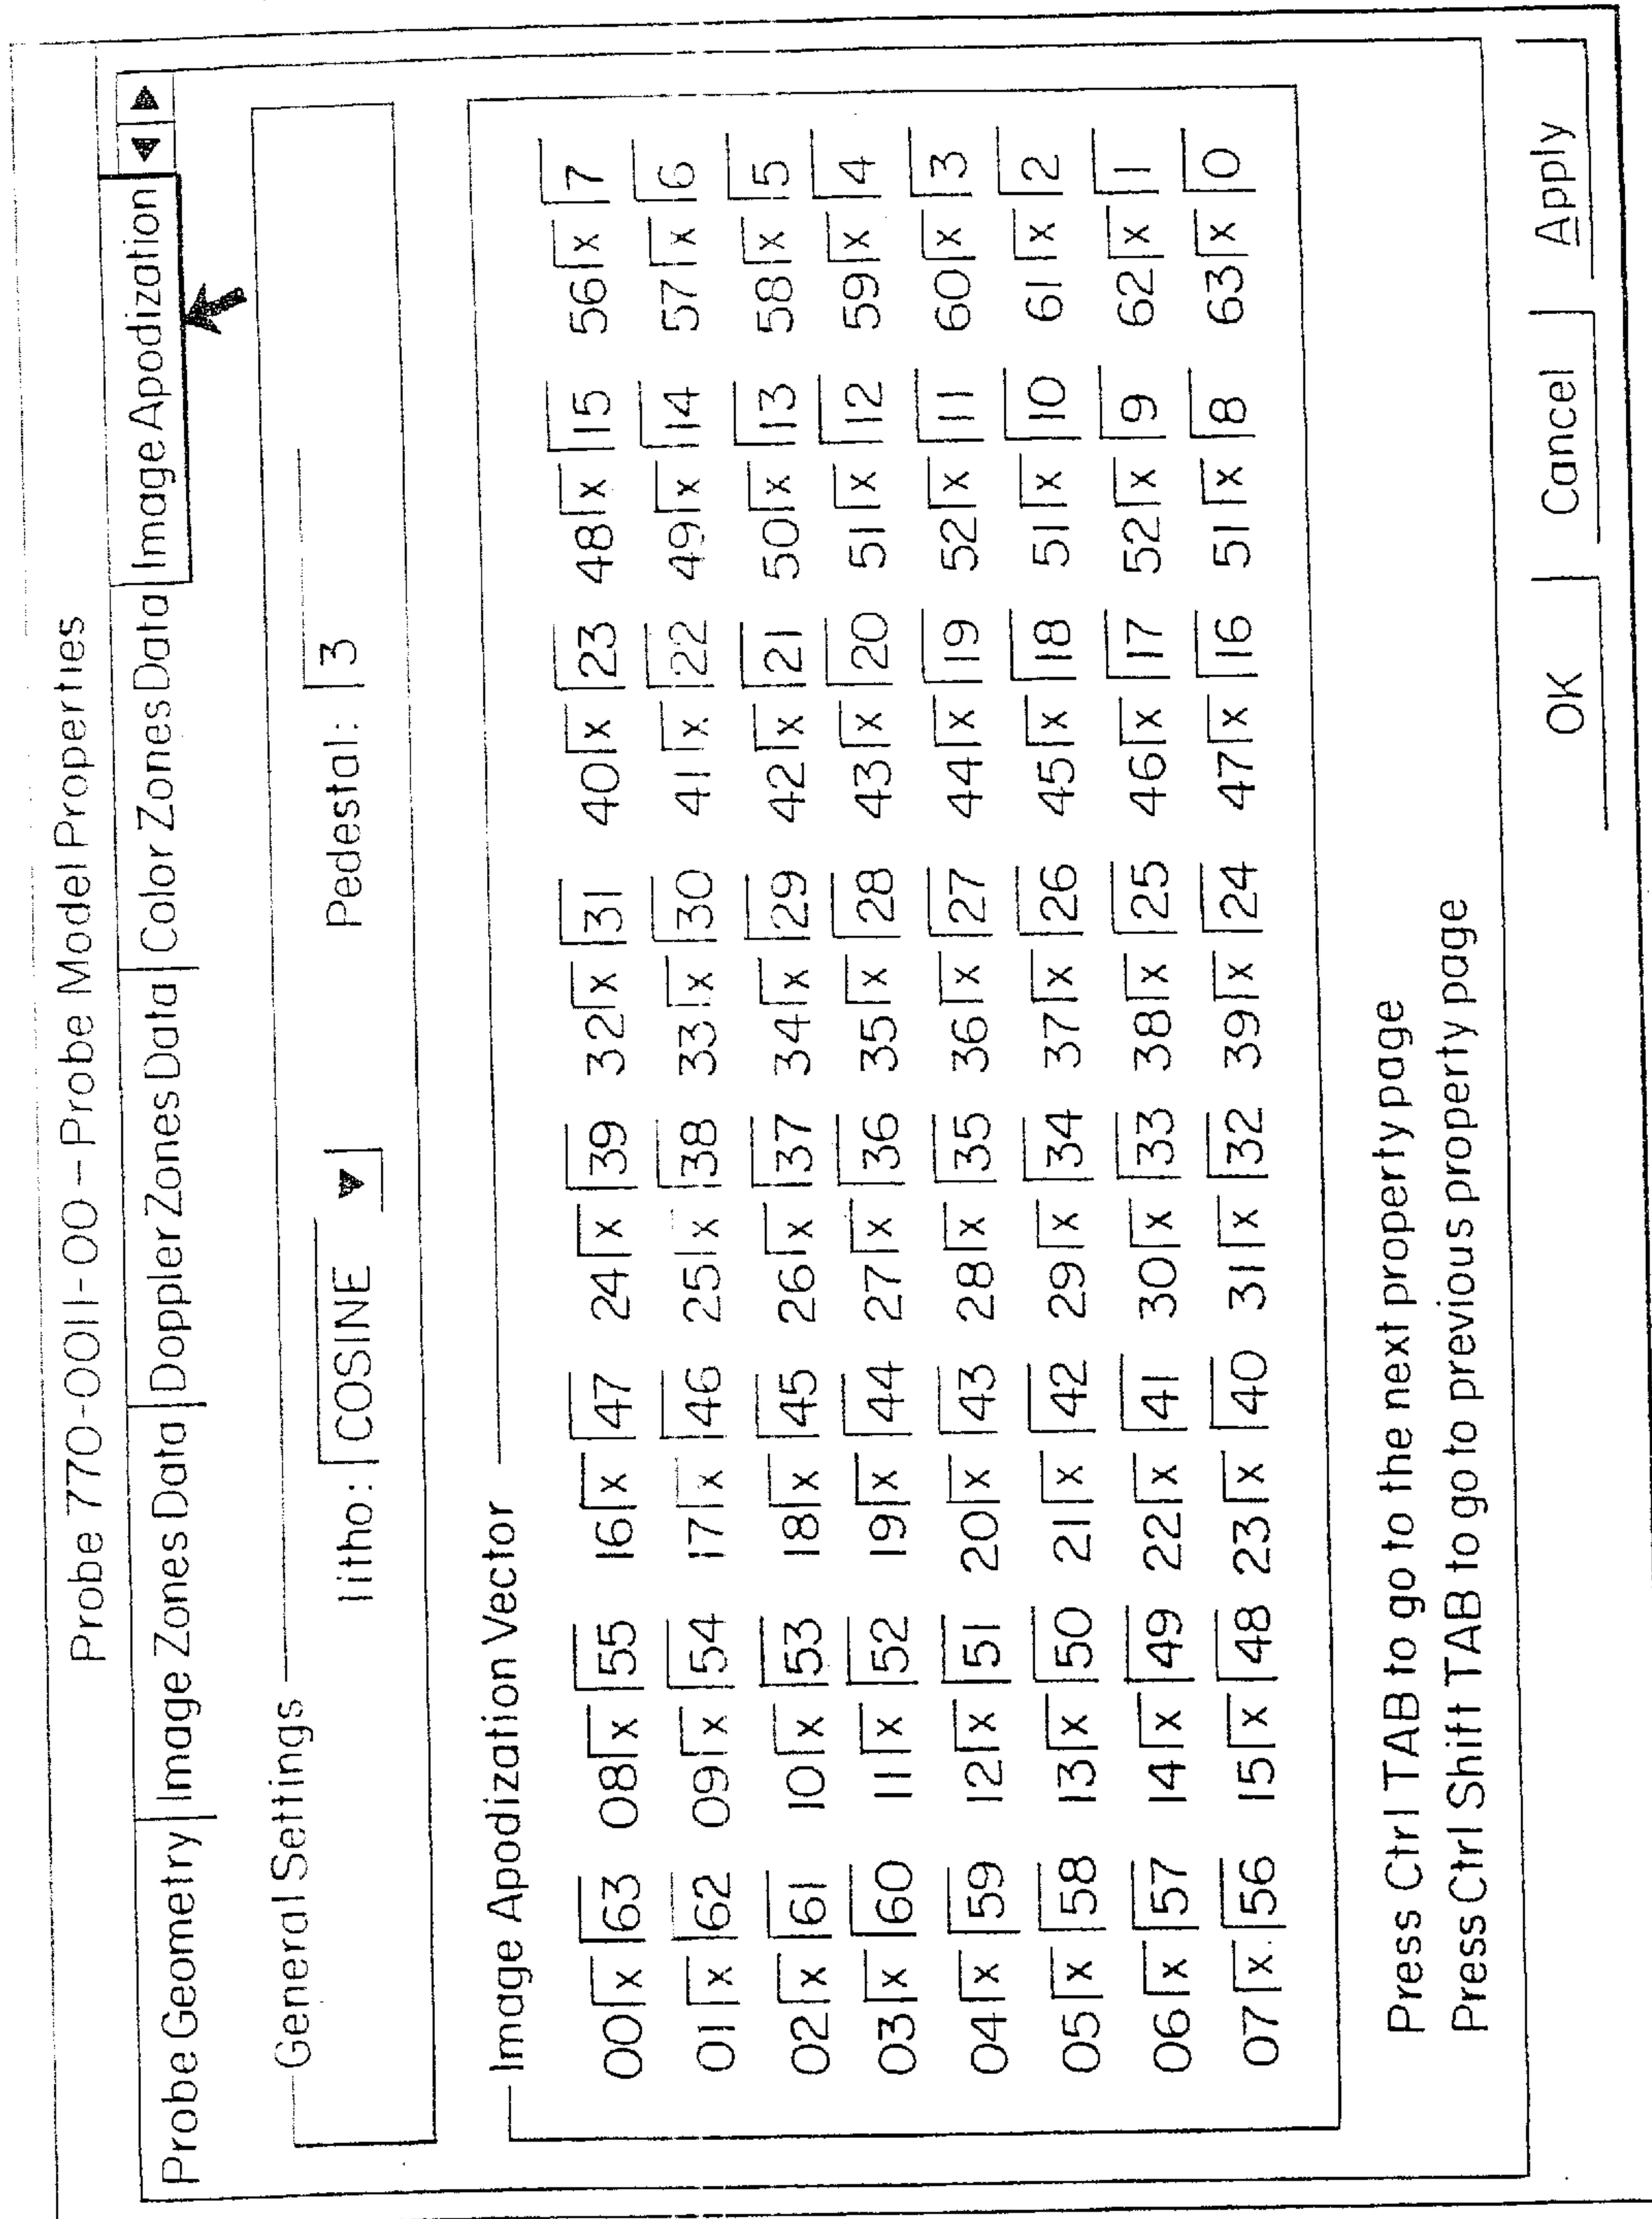 Probe 770-0011-00 - Probe Model Properties
Probe Geometry Image Zones Data Doppler Zones Data Color Zones Data Image Apodization
General Settings
litho: COSINE Pedestal: 3
Image Apodization Vector
00 x 63 08 x 55 16 x 47 24 x 39 32 x 31 40 x 23 48 x 15 56 x 7
01 x 62 09 x 54 17 x 46 25 x 38 33 x 30 41 x 22 49 x 14 57 x 6
02 x 61 10 x 53 18 x 45 26 x 37 34 x 29 42 x 21 50 x 13 58 x 5
03 x 60 11 x 52 19 x 44 27 x 36 35 x 28 43 x 20 51 x 12 59 x 4
04 x 59 12 x 51 20 x 43 28 x 35 36 x 27 44 x 19 52 x 11 60 x 3
05 x 58 13 x 50 21 x 42 29 x 34 37 x 26 45 x 18 51 x 10 61 x 2
06 x 57 14 x 49 22 x 41 30 x 33 38 x 25 46 x 17 52 x 9 62 x 1
07 x 56 15 x 48 23 x 40 31 x 32 39 x 24 47 x 16 51 x 8 63 x 0
Press Ctrl TAB to go to the next property page
Press Ctrl Shift TAB to go to previous property page
OK Cancel Apply